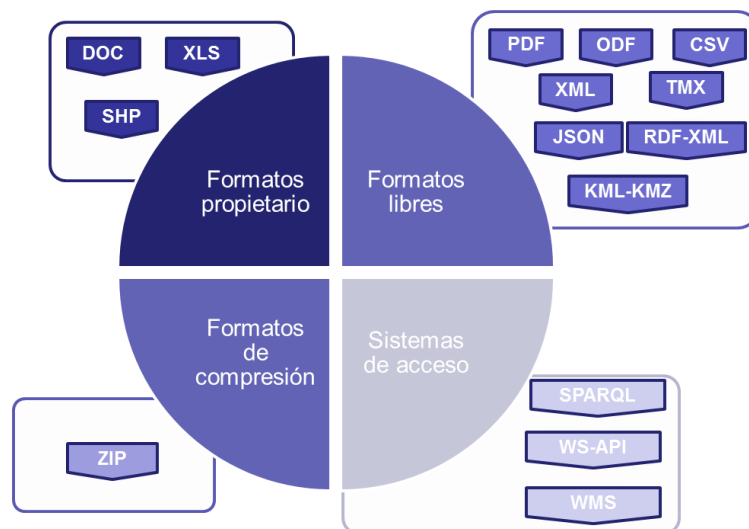 DOC XLS
SHP
PDF ODF CSV
XML TMX
JSON RDF-XML
KML-KMZ
Formatos
propietario
Formatos
libres
Formatos
de
compresión
Sistemas
de acceso
ZIP
SPARQL
WS-API
WMS